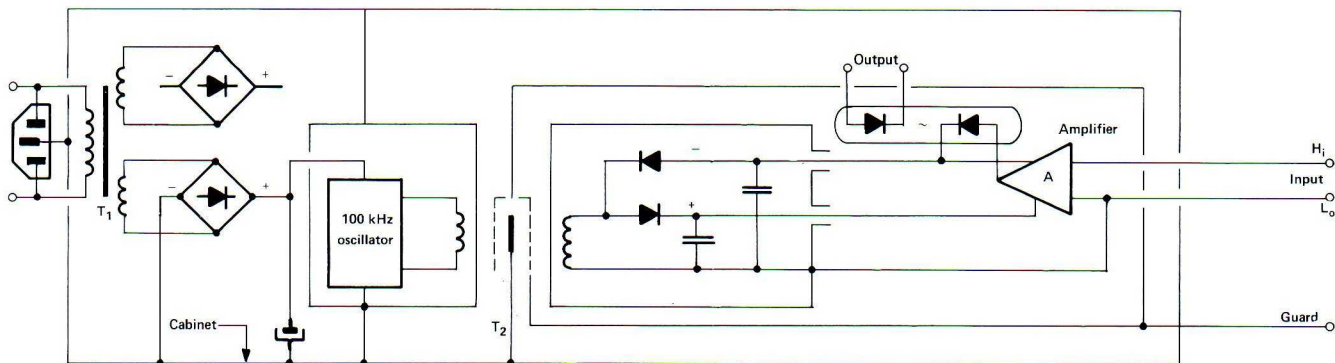 Output
Amplifier
Hi
Input
Lo
A
100 kHz
oscillator
T1
T2
Cabinet
Guard
− +
− +
−
+
~